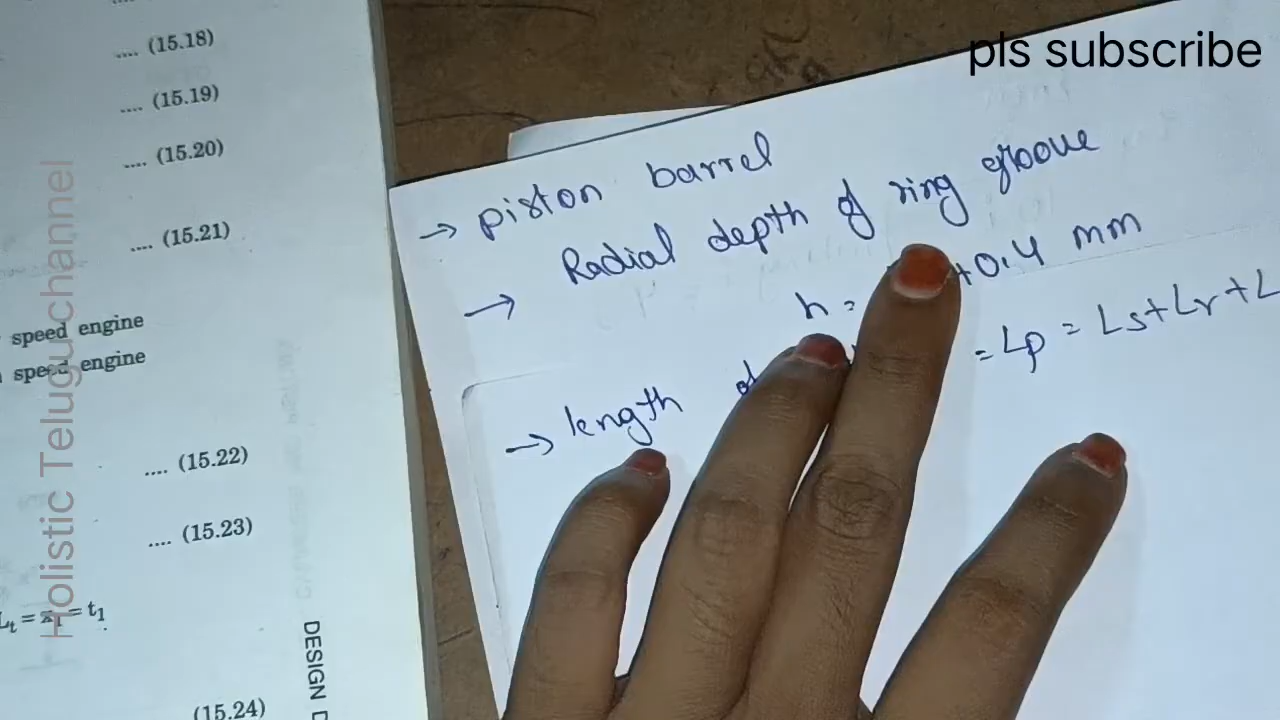 pls subscribe
.... (15.18)
.... (15.19)
.... (15.20)
.... (15.21)
speed engine
speed engine
.... (15.22)
.... (15.23)
= t₁
(15.24)
DESIGN
Holistic Telugu channel
→ piston barrel
→ Radial depth of ring groove
h = +0.4 mm
→ length = Lp = Ls+Lr+L